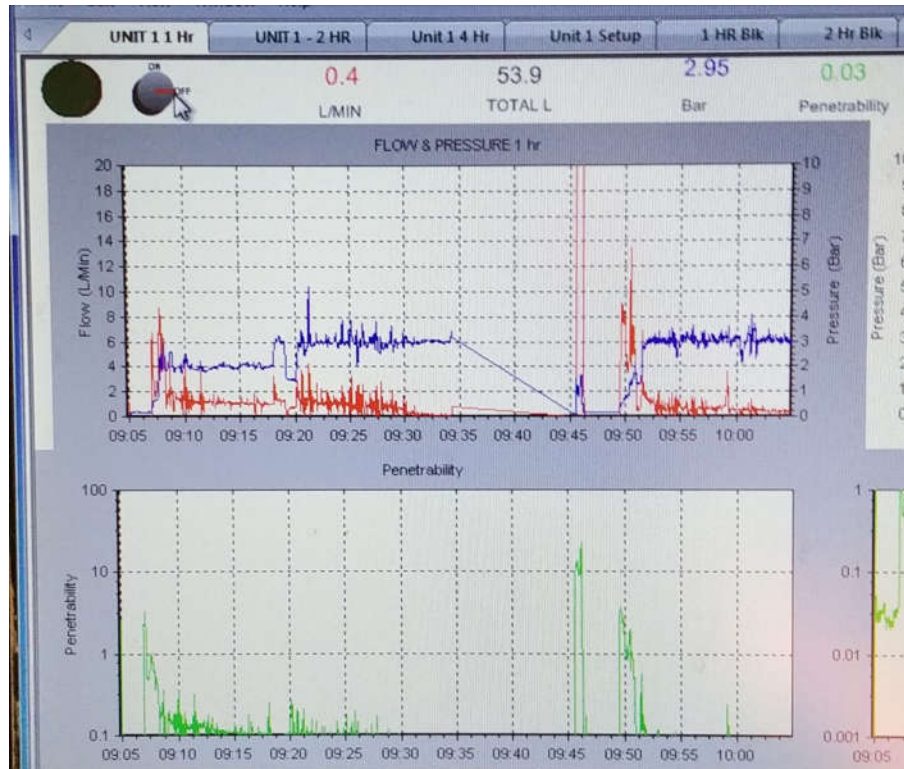 UNIT 1 1 Hr
UNIT 1 - 2 HR
Unit 1 4 Hr
Unit 1 Setup
1 HR Blk
2 Hr Blk
ON
OFF
0.4
53.9
2.95
0.03
L/MIN
TOTAL L
Bar
Penetrability
FLOW & PRESSURE 1 hr
Flow (L/Min)
20
18
16
14
12
10
8
6
4
2
0
10
9
8
7
6
5
4
3
2
1
0
Pressure (Bar)
Pressure (Bar)
09:05 09:10 09:15 09:20 09:25 09:30 09:35 09:40 09:45 09:50 09:55 10:00
Penetrability
Penetrability
100
10
1
0.1
09:05 09:10 09:15 09:20 09:25 09:30 09:35 09:40 09:45 09:50 09:55 10:00
1
0.1
0.01
0.001
09:05